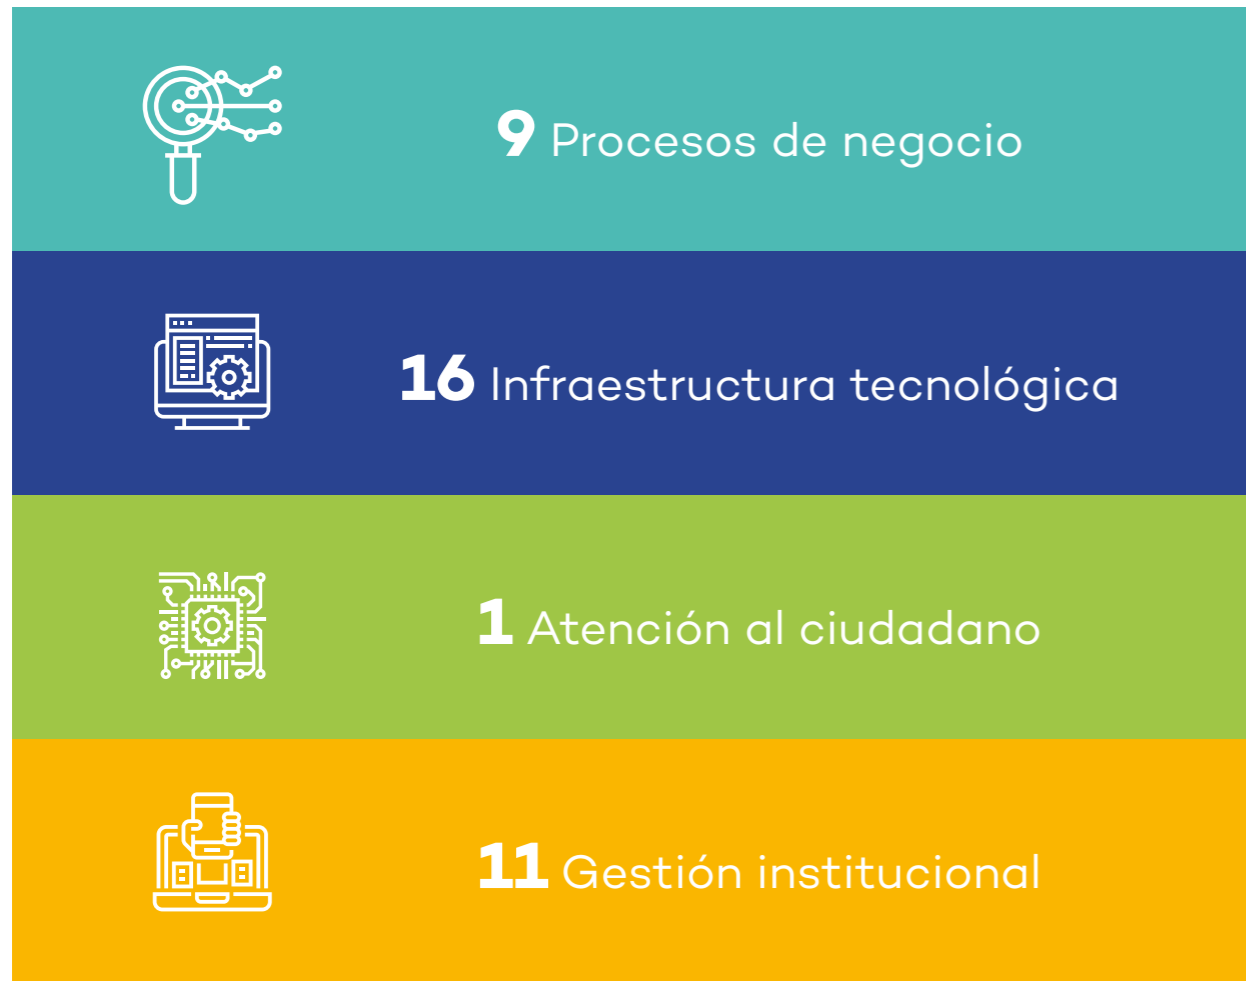 9 Procesos de negocio
16 Infraestructura tecnológica
1 Atención al ciudadano
11 Gestión institucional